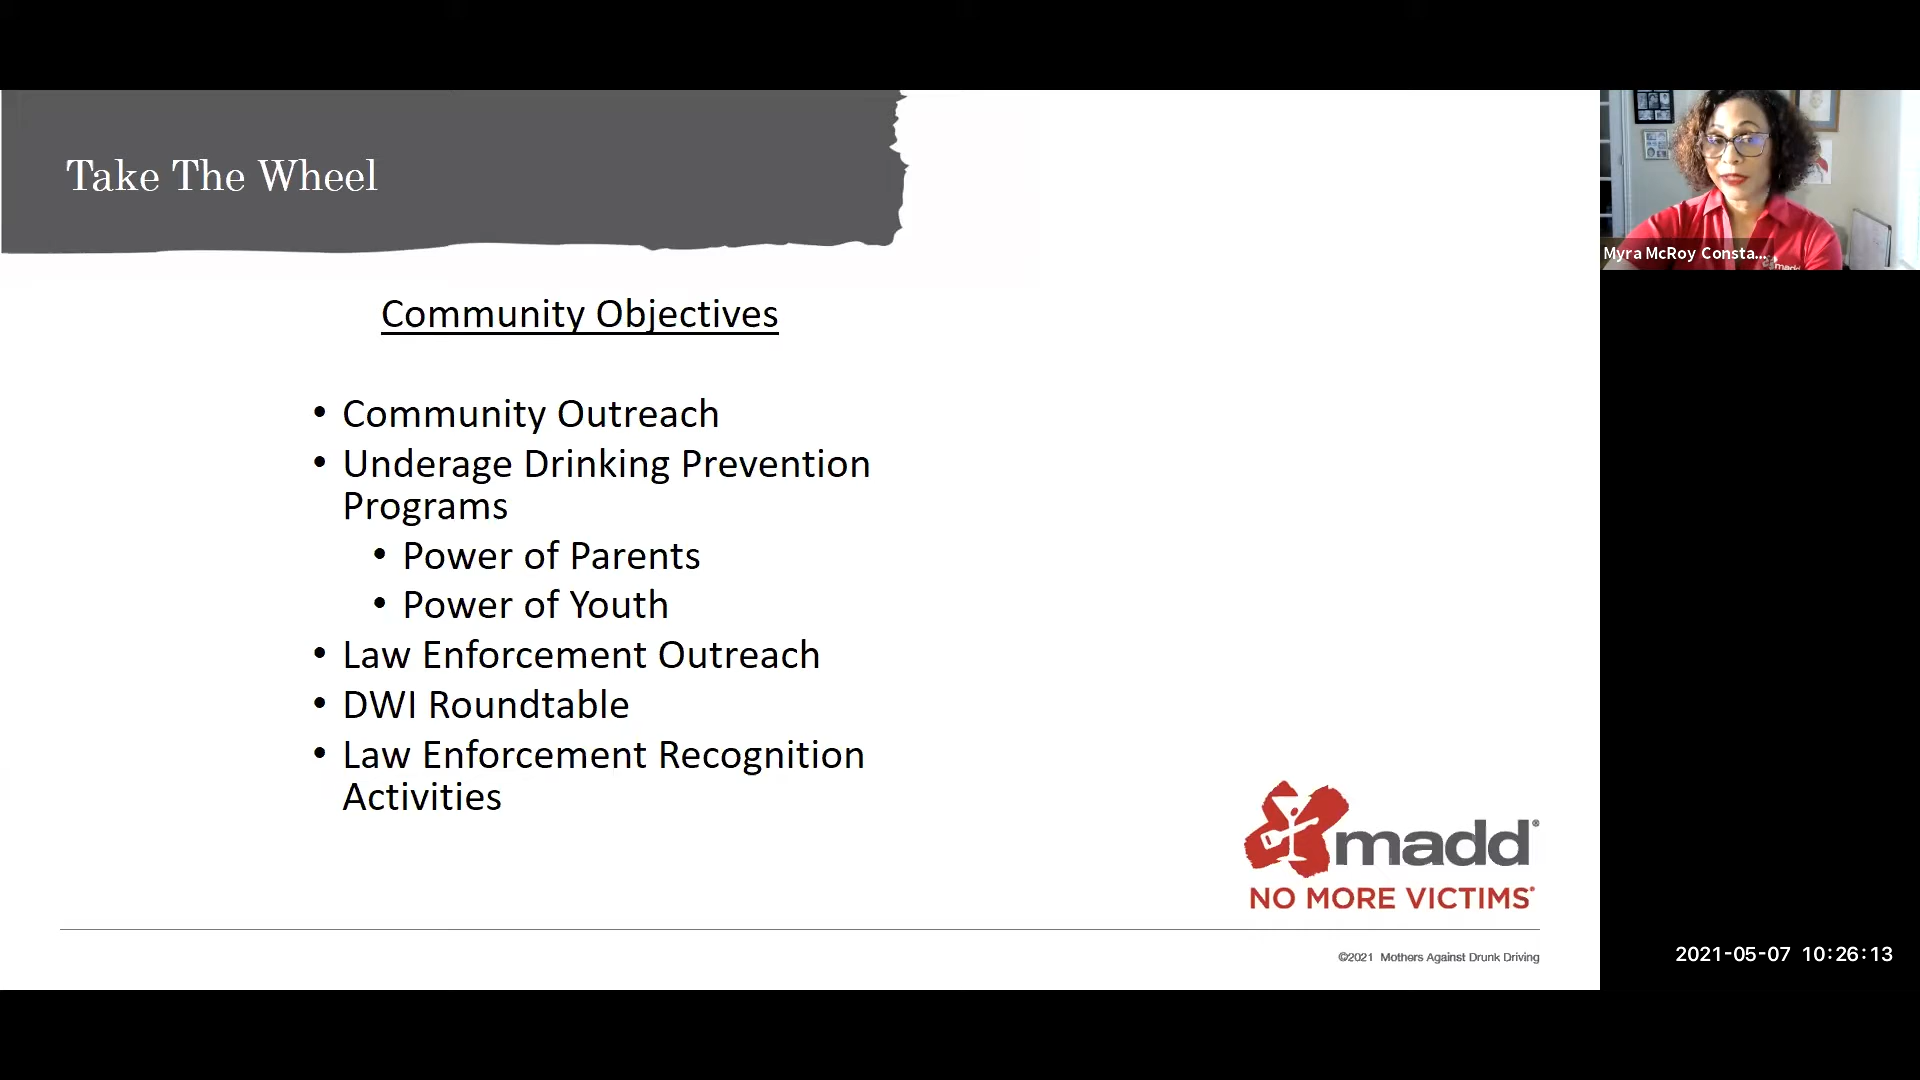 Take The Wheel
Myra McRoy Consta...
madd
Community Objectives
• Community Outreach
• Underage Drinking Prevention
Programs
• Power of Parents
• Power of Youth
• Law Enforcement Outreach
• DWI Roundtable
• Law Enforcement Recognition
Activities
madd®
NO MORE VICTIMS®
©2021 Mothers Against Drunk Driving
2021-05-07 10:26:13